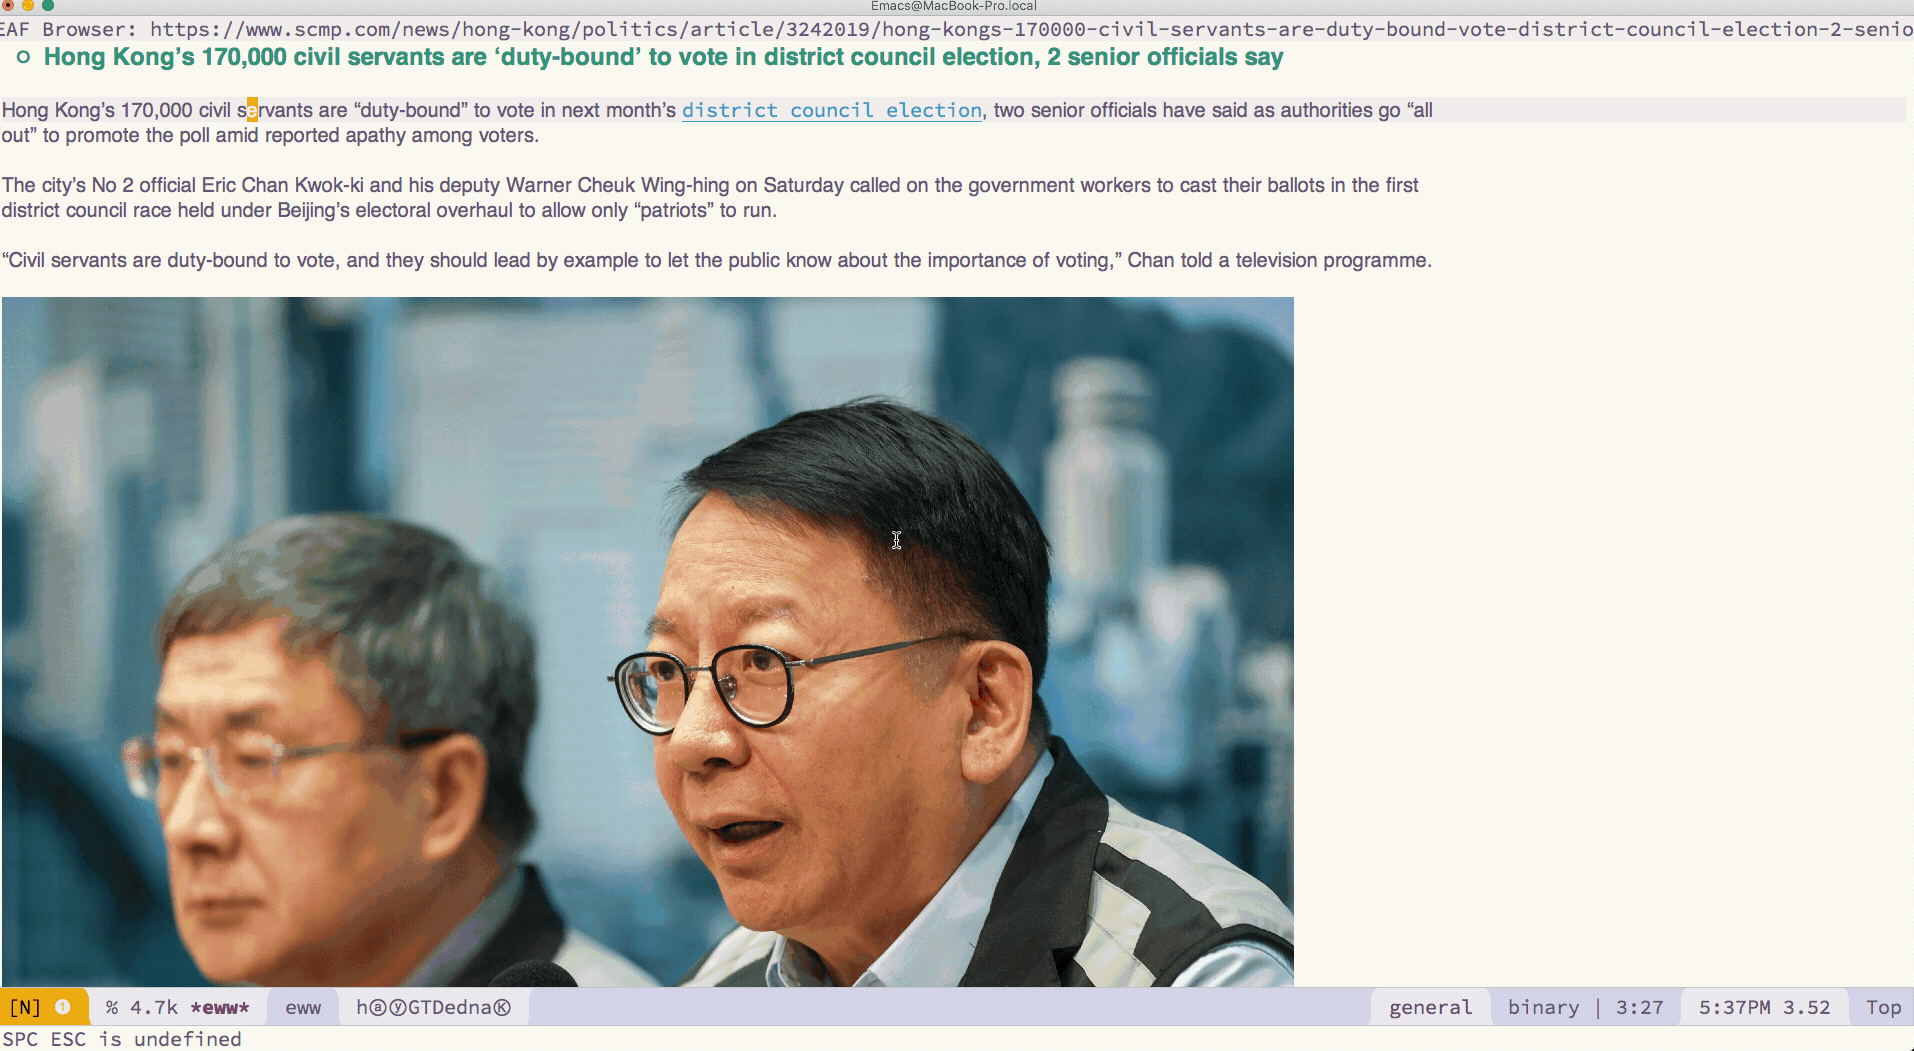 Emacs@MacBook-Pro.local
EAF Browser: https://www.scmp.com/news/hong-kong/politics/article/3242019/hong-kongs-170000-civil-servants-are-duty-bound-vote-district-council-election-2-senio
Hong Kong’s 170,000 civil servants are ‘duty-bound’ to vote in district council election, 2 senior officials say
Hong Kong’s 170,000 civil servants are “duty-bound” to vote in next month’s district council election, two senior officials have said as authorities go “all
out” to promote the poll amid reported apathy among voters.
The city’s No 2 official Eric Chan Kwok-ki and his deputy Warner Cheuk Wing-hing on Saturday called on the government workers to cast their ballots in the first
district council race held under Beijing’s electoral overhaul to allow only “patriots” to run.
“Civil servants are duty-bound to vote, and they should lead by example to let the public know about the importance of voting,” Chan told a television programme.
[N] ❶ % 4.7k *eww* eww hⓐⓨGTDednaⓀ general binary | 3:27 5:37PM 3.52 Top
SPC ESC is undefined